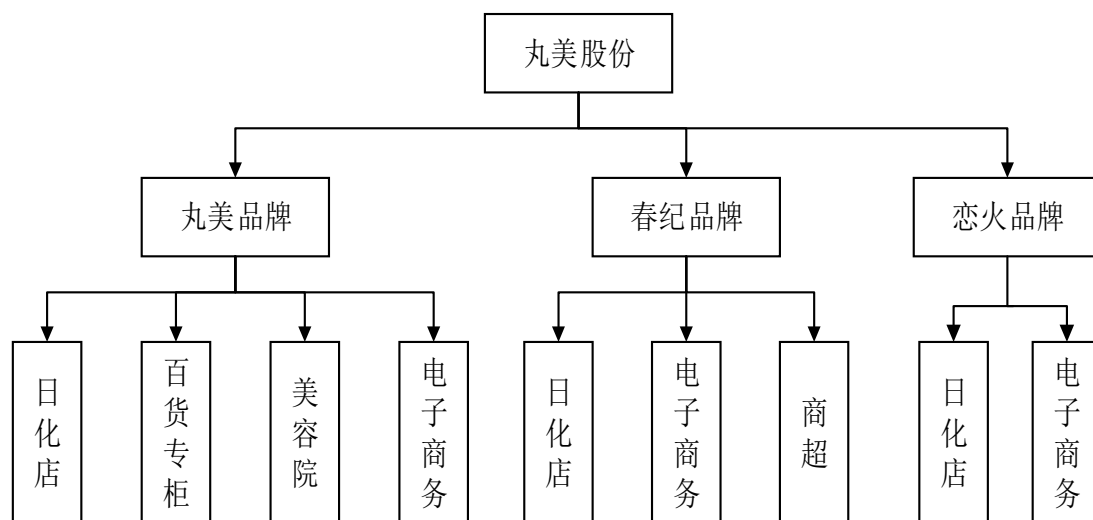 丸美股份
丸美品牌
春纪品牌
恋火品牌
日化店
百货专柜
美容院
电子商务
日化店
电子商务
商超
日化店
电子商务